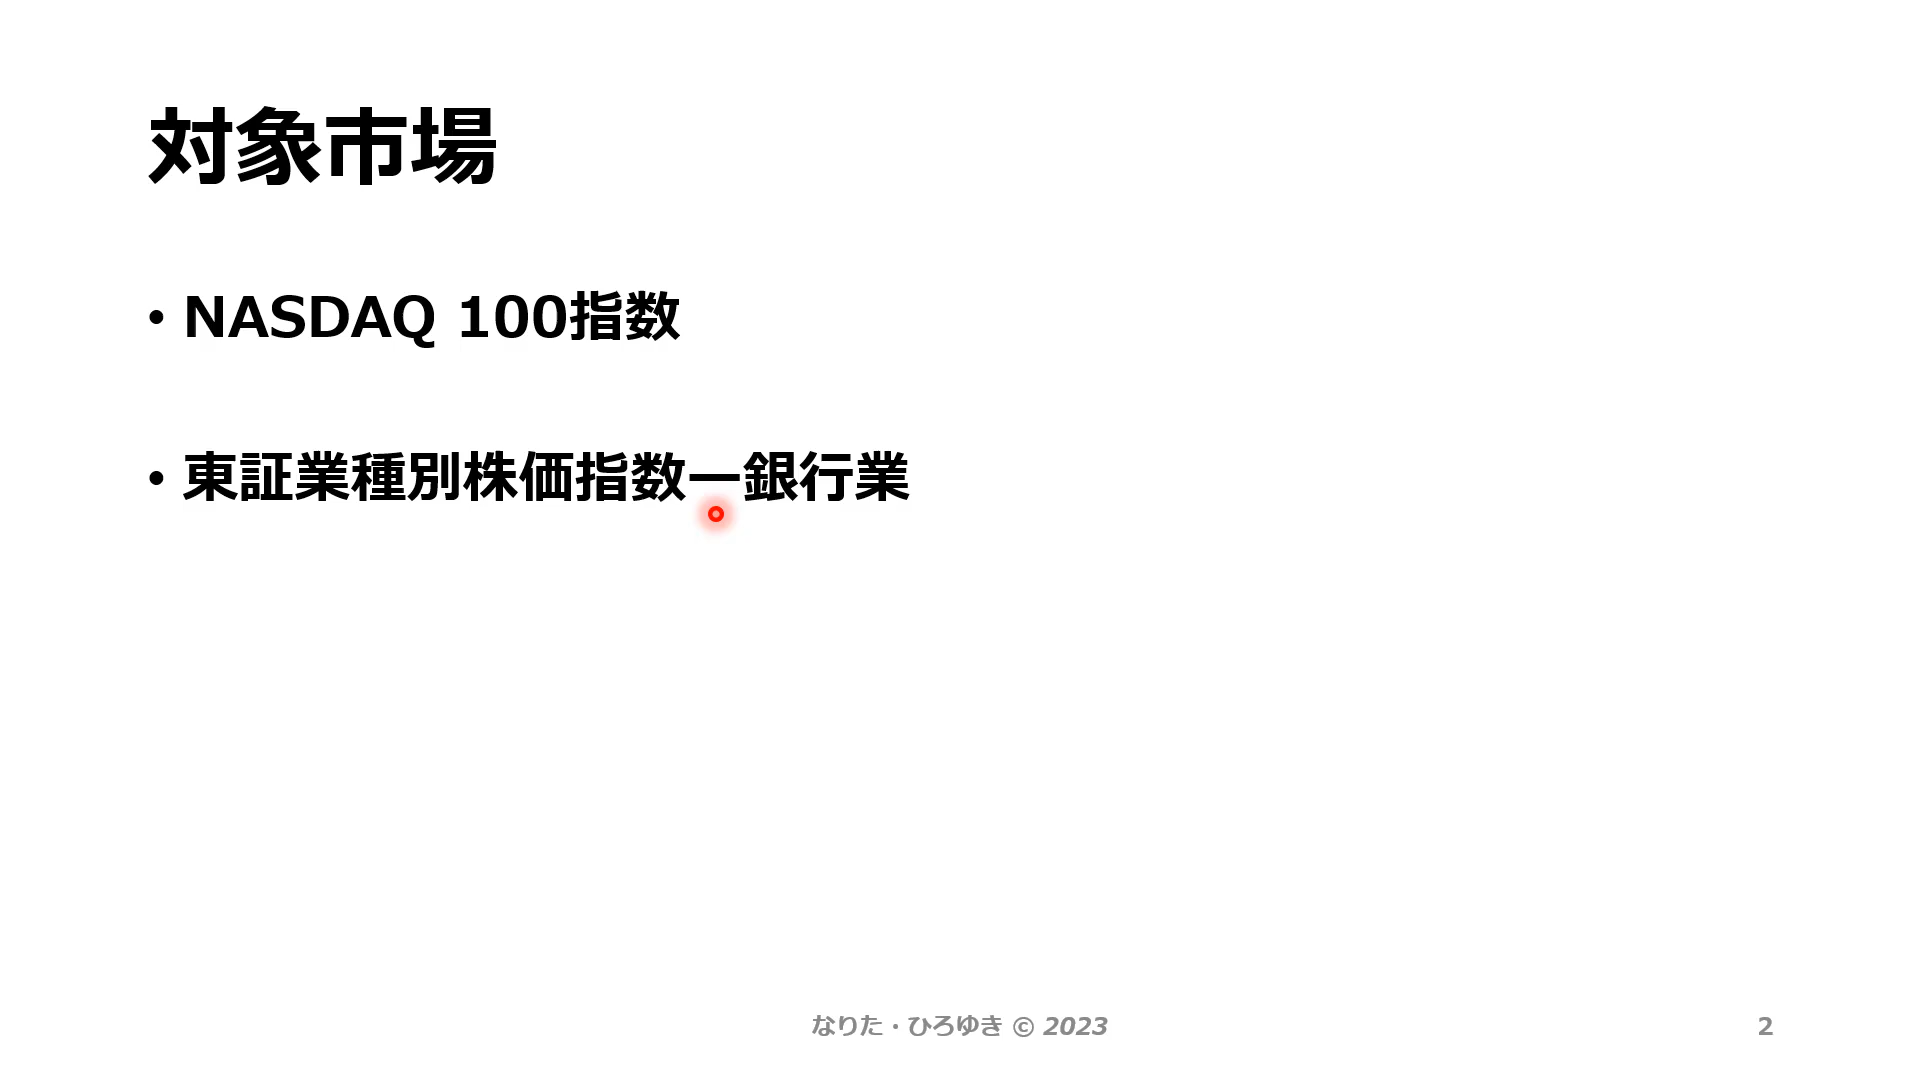 対象市場
• NASDAQ 100指数
• 東証業種別株価指数―銀行業
なりた・ひろゆき © 2023
2